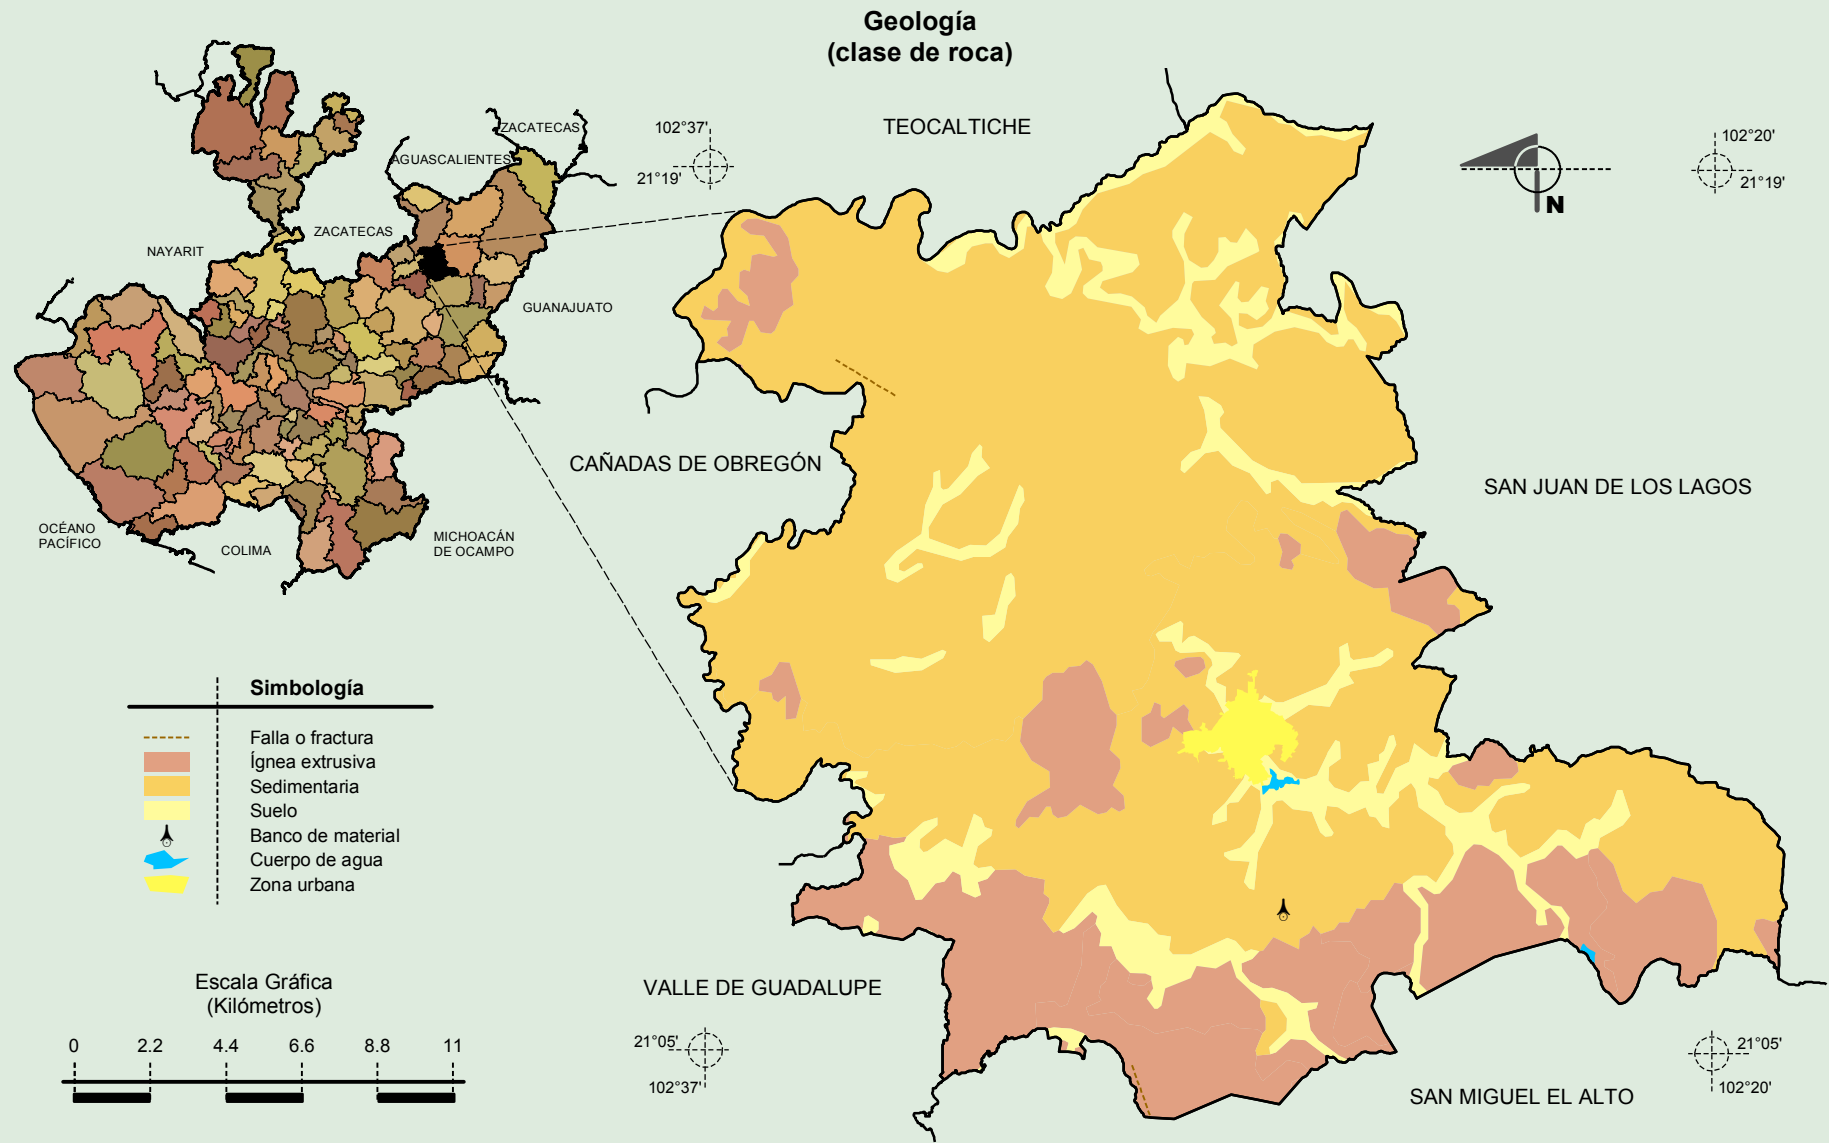 Geología
(clase de roca)
ZACATECAS
AGUASCALIENTES
ZACATECAS
NAYARIT
GUANAJUATO
OCÉANO
PACÍFICO
COLIMA
MICHOACÁN
DE OCAMPO
102°37'
21°19'
TEOCALTICHE
102°20'
21°19'
N
CAÑADAS DE OBREGÓN
SAN JUAN DE LOS LAGOS
VALLE DE GUADALUPE
SAN MIGUEL EL ALTO
21°05'
102°37'
21°05'
102°20'
Simbología
Falla o fractura
Ígnea extrusiva
Sedimentaria
Suelo
Banco de material
Cuerpo de agua
Zona urbana
Escala Gráfica
(Kilómetros)
0 2.2 4.4 6.6 8.8 11